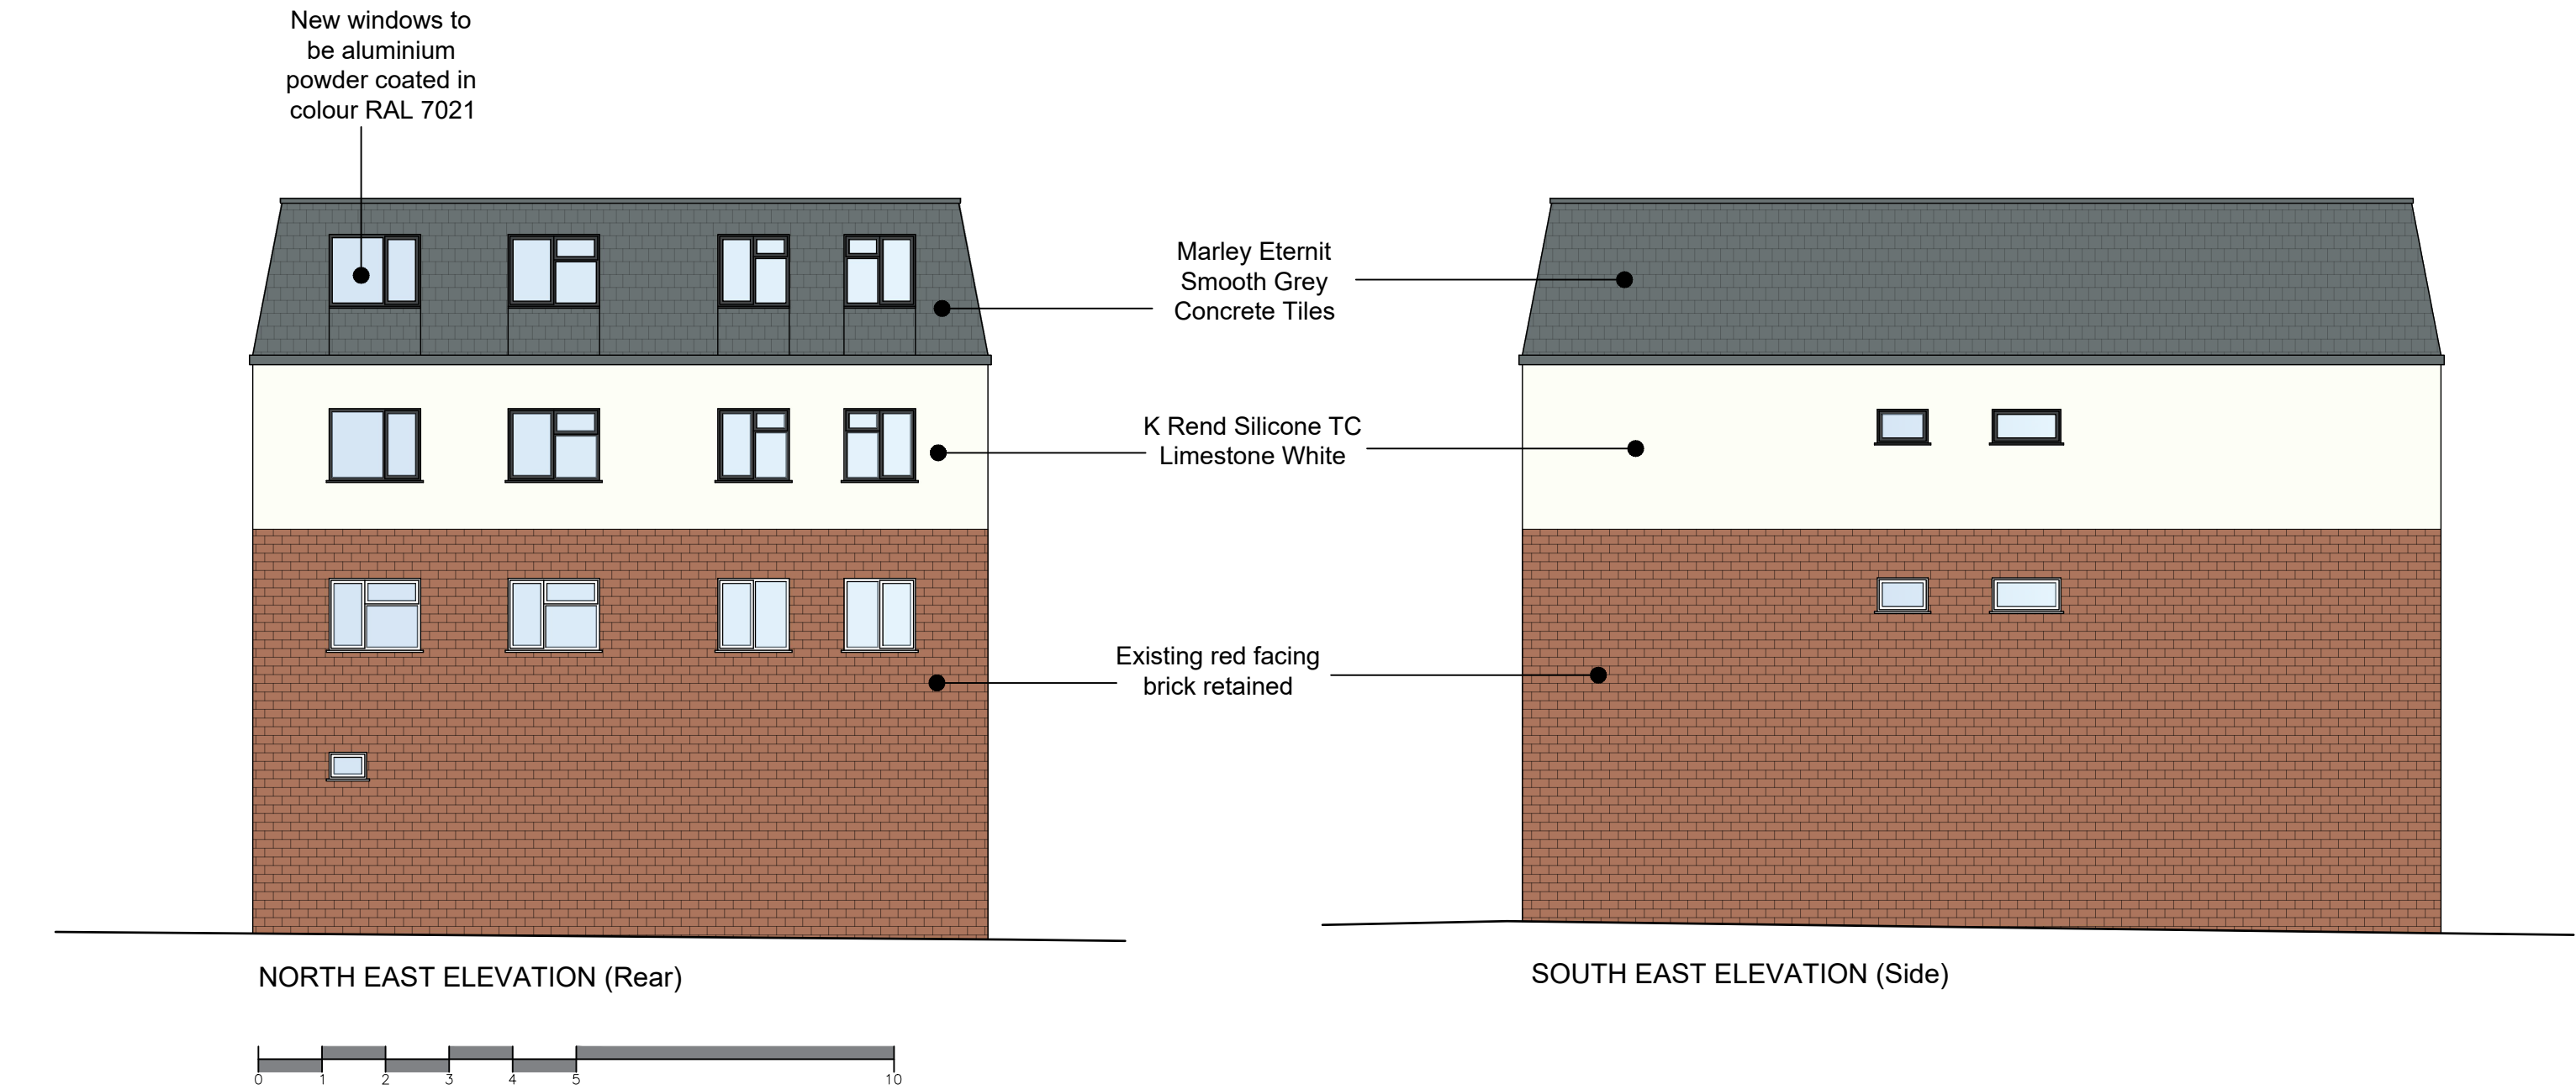 New windows to
be aluminium
powder coated in
colour RAL 7021
Marley Eternit
Smooth Grey
Concrete Tiles
K Rend Silicone TC
Limestone White
Existing red facing
brick retained
NORTH EAST ELEVATION (Rear)
SOUTH EAST ELEVATION (Side)
0 1 2 3 4 5 10